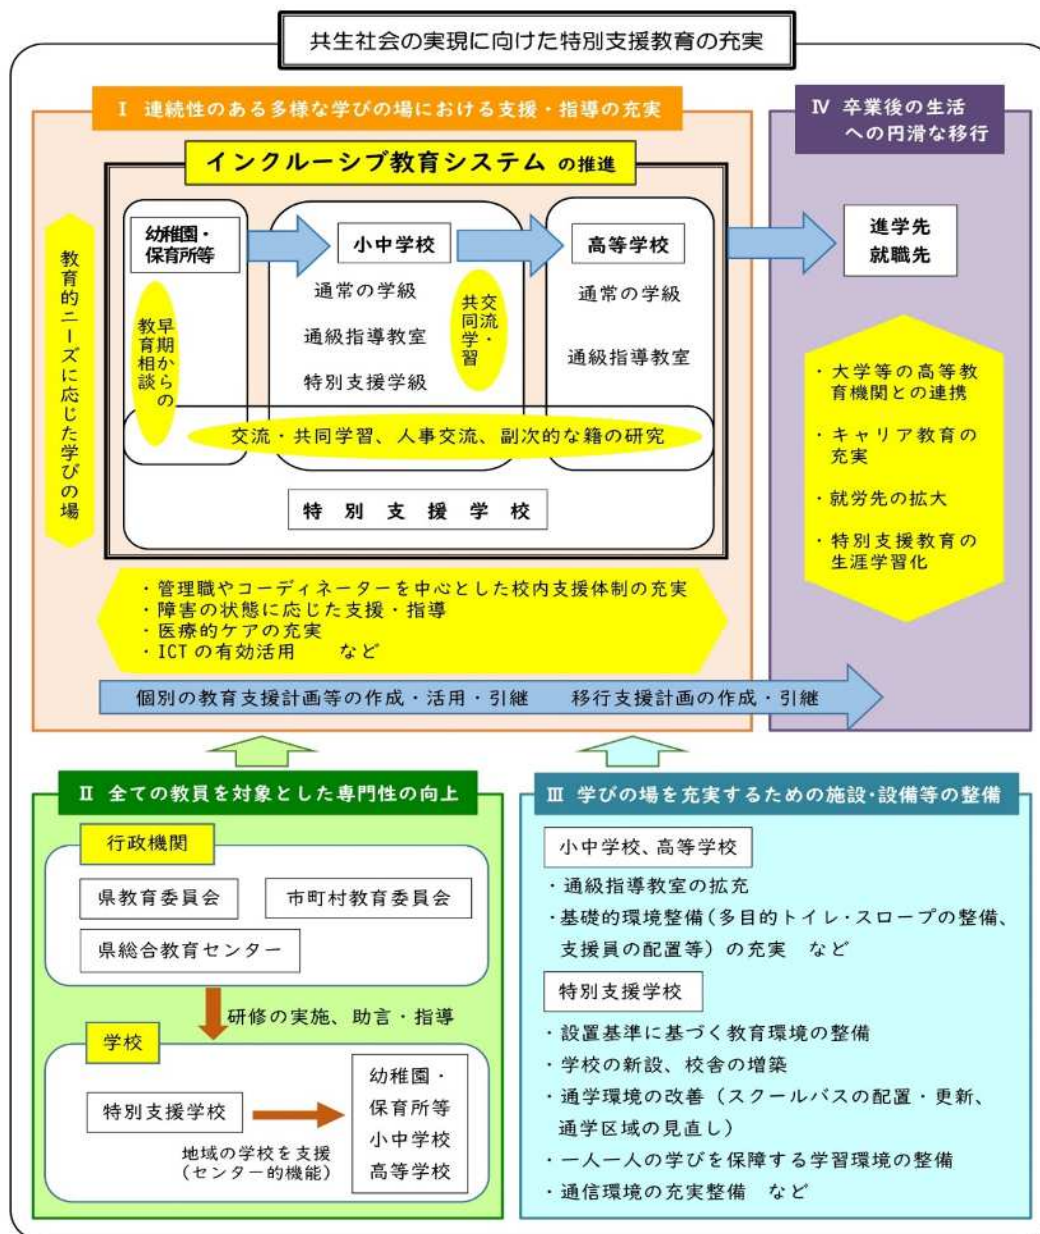 共生社会の実現に向けた特別支援教育の充実
Ⅰ 連続性のある多様な学びの場における支援・指導の充実
インクルーシブ教育システム の推進
教育的ニーズに応じた学びの場
幼稚園・
保育所等
早期からの
教育相談
小中学校
通常の学級
通級指導教室
特別支援学級
交流・
共同学習
高等学校
通常の学級
通級指導教室
交流・共同学習、人事交流、副次的な籍の研究
特別支援学校
・管理職やコーディネーターを中心とした校内支援体制の充実
・障害の状態に応じた支援・指導
・医療的ケアの充実
・ICTの有効活用　など
個別の教育支援計画等の作成・活用・引継　移行支援計画の作成・引継
Ⅳ 卒業後の生活
への円滑な移行
進学先
就職先
・大学等の高等教
育機関との連携
・キャリア教育の
充実
・就労先の拡大
・特別支援教育の
生涯学習化
Ⅱ 全ての教員を対象とした専門性の向上
行政機関
県教育委員会
市町村教育委員会
県総合教育センター
研修の実施、助言・指導
学校
特別支援学校
地域の学校を支援
(センター的機能)
幼稚園・
保育所等
小中学校
高等学校
Ⅲ 学びの場を充実するための施設・設備等の整備
小中学校、高等学校
・通級指導教室の拡充
・基礎的環境整備(多目的トイレ・スロープの整備、
支援員の配置等)の充実　など
特別支援学校
・設置基準に基づく教育環境の整備
・学校の新設、校舎の増築
・通学環境の改善(スクールバスの配置・更新、
通学区域の見直し)
・一人一人の学びを保障する学習環境の整備
・通信環境の充実整備　など